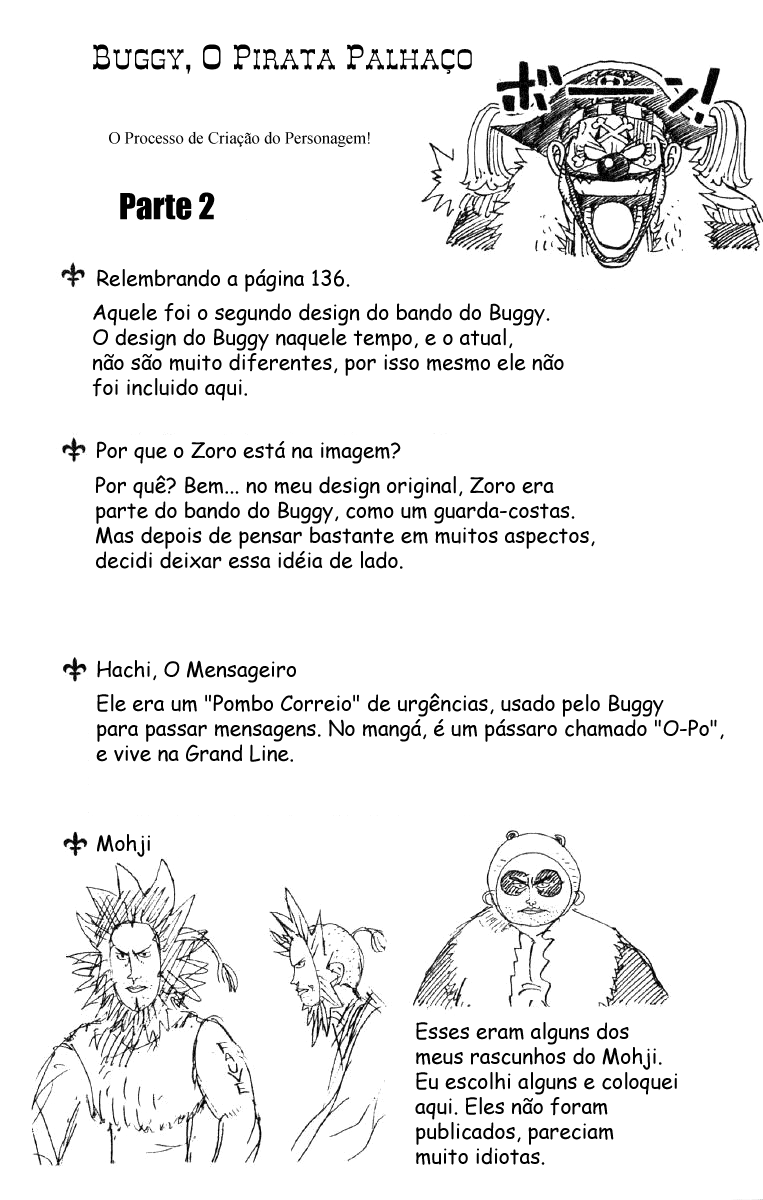 Buggy, O Pirata Palhaço
ボーン!
O Processo de Criação do Personagem!
Parte 2
Relembrando a página 136.
Aquele foi o segundo design do bando do Buggy.
O design do Buggy naquele tempo, e o atual,
não são muito diferentes, por isso mesmo ele não
foi incluido aqui.
Por que o Zoro está na imagem?
Por quê? Bem... no meu design original, Zoro era
parte do bando do Buggy, como um guarda-costas.
Mas depois de pensar bastante em muitos aspectos,
decidi deixar essa idéia de lado.
Hachi, O Mensageiro
Ele era um "Pombo Correio" de urgências, usado pelo Buggy
para passar mensagens. No mangá, é um pássaro chamado "O-Po",
e vive na Grand Line.
Mohji
Esses eram alguns dos
meus rascunhos do Mohji.
Eu escolhi alguns e coloquei
aqui. Eles não foram
publicados, pareciam
muito idiotas.